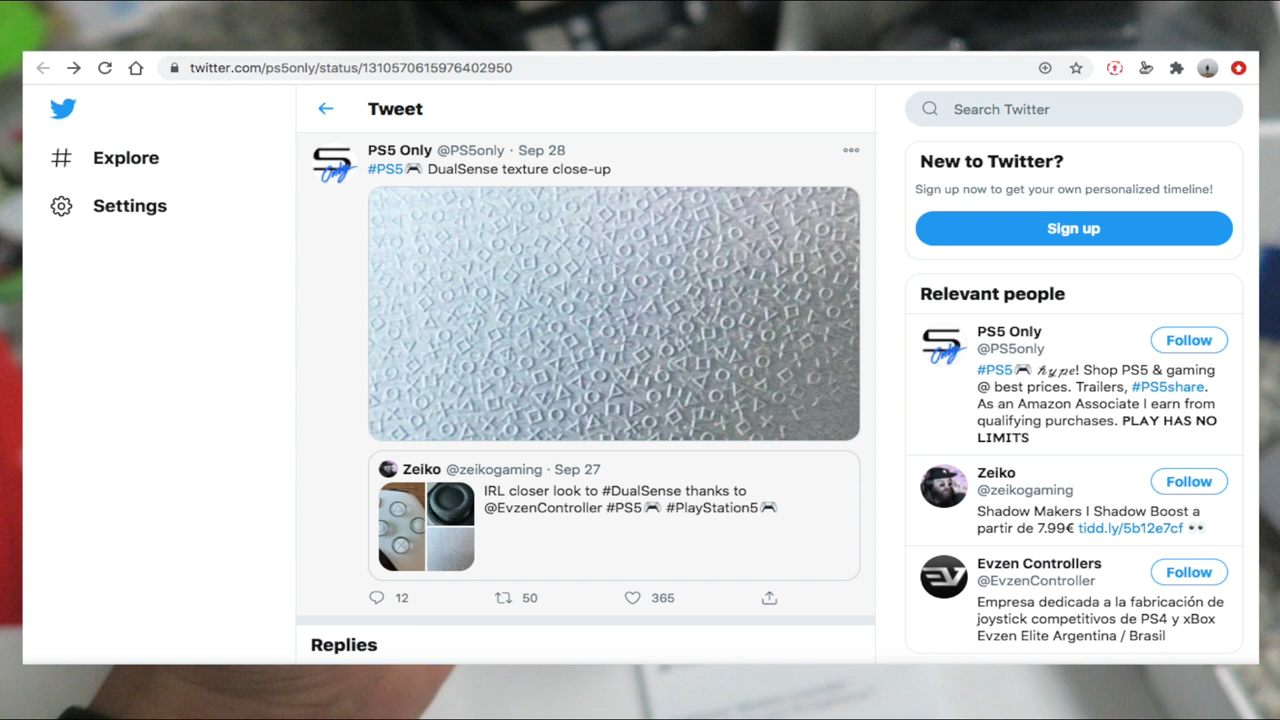 twitter.com/ps5only/status/1310570615976402950
Explore
Settings
Tweet
PS5 Only @PS5only · Sep 28
#PS5🎮 DualSense texture close-up
Zeiko @zeikogaming · Sep 27
IRL closer look to #DualSense thanks to
@EvzenController #PS5🎮 #PlayStation5🎮
12 50 365
Replies
Search Twitter
New to Twitter?
Sign up now to get your own personalized timeline!
Sign up
Relevant people
PS5 Only
@PS5only
Follow
#PS5🎮 𝓱𝔂𝓹𝓮! Shop PS5 & gaming
@ best prices. Trailers, #PS5share.
As an Amazon Associate I earn from
qualifying purchases. PLAY HAS NO
LIMITS
Zeiko
@zeikogaming
Follow
Shadow Makers I Shadow Boost a
partir de 7.99€ tidd.ly/5b12e7cf 👀
Evzen Controllers
@EvzenController
Follow
Empresa dedicada a la fabricación de
joystick competitivos de PS4 y xBox
Evzen Elite Argentina / Brasil